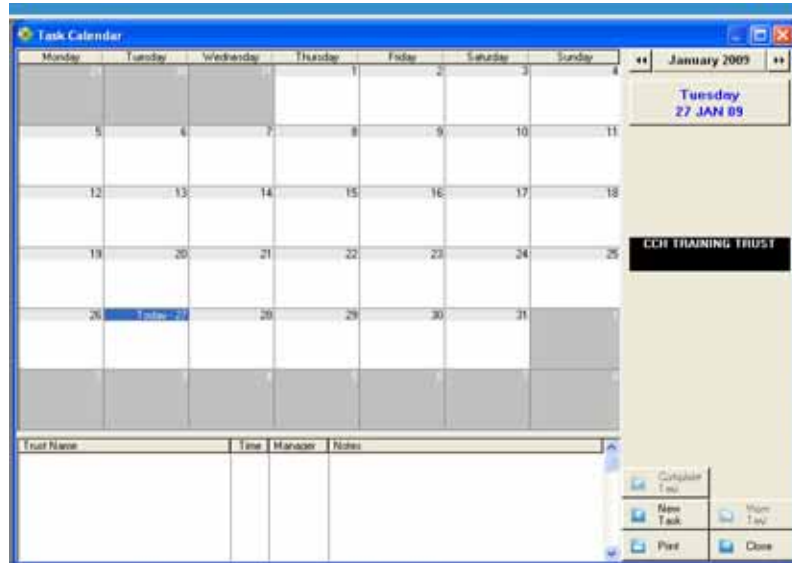 Task Calendar
Monday Tuesday Wednesday Thursday Friday Saturday Sunday
January 2009
1 2 3 4
Tuesday
27 JAN 09
5 6 7 8 9 10 11
12 13 14 15 16 17 18
CCH TRAINING TRUST
19 20 21 22 23 24 25
26 Today - 27 28 29 30 31
Trust Name Time Manager Notes
Complete
Task
New
Task
Task
Print Close